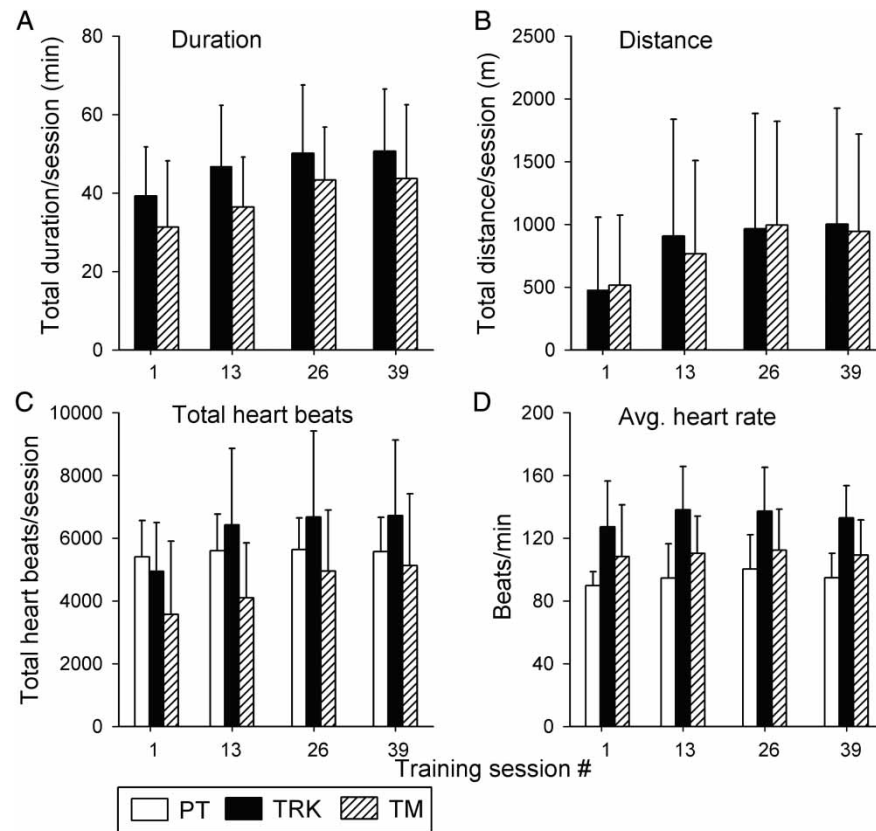 A
Duration
Total duration/session (min)
80
60
40
20
0
1 13 26 39
B
Distance
Total distance/session (m)
2500
2000
1500
1000
500
0
1 13 26 39
C
Total heart beats
Total heart beats/session
10000
8000
6000
4000
2000
0
1 13 26 39
D
Avg. heart rate
Beats/min
200
160
120
80
40
0
1 13 26 39
Training session #
PT TRK TM